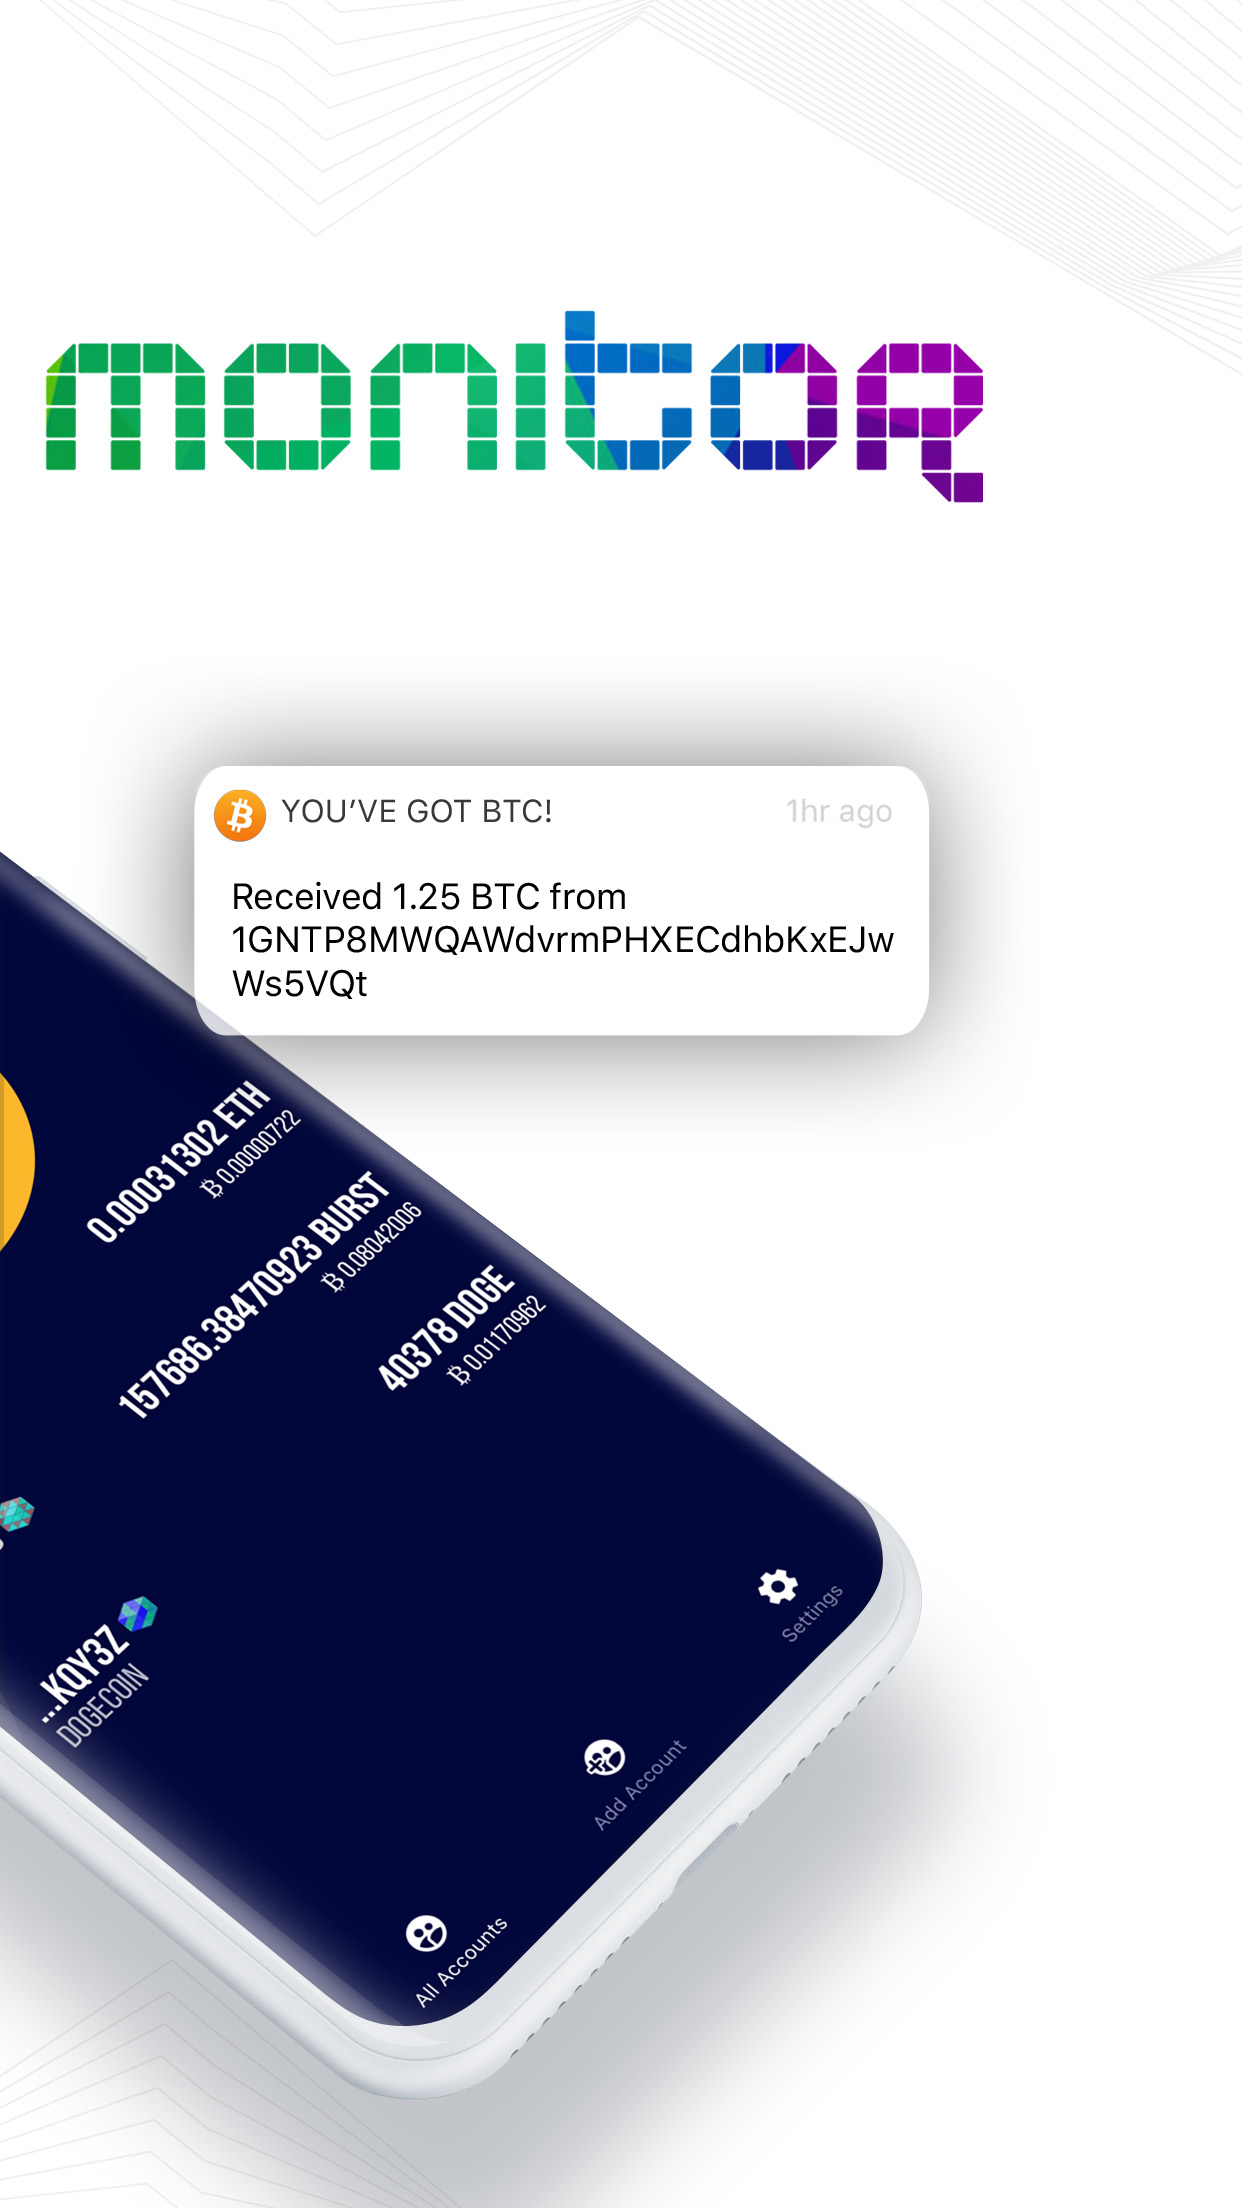 monitor
YOU’VE GOT BTC!
1hr ago
Received 1.25 BTC from
1GNTP8MWQAWdvrmPHXECdhbKxEJw
Ws5VQt
0.00031302 ETH
₿ 0.00000722
157686.38470923 BURST
₿ 0.08042006
40378 DOGE
₿ 0.01170962
...KQY3Z
DOGECOIN
Settings
Add Account
All Accounts